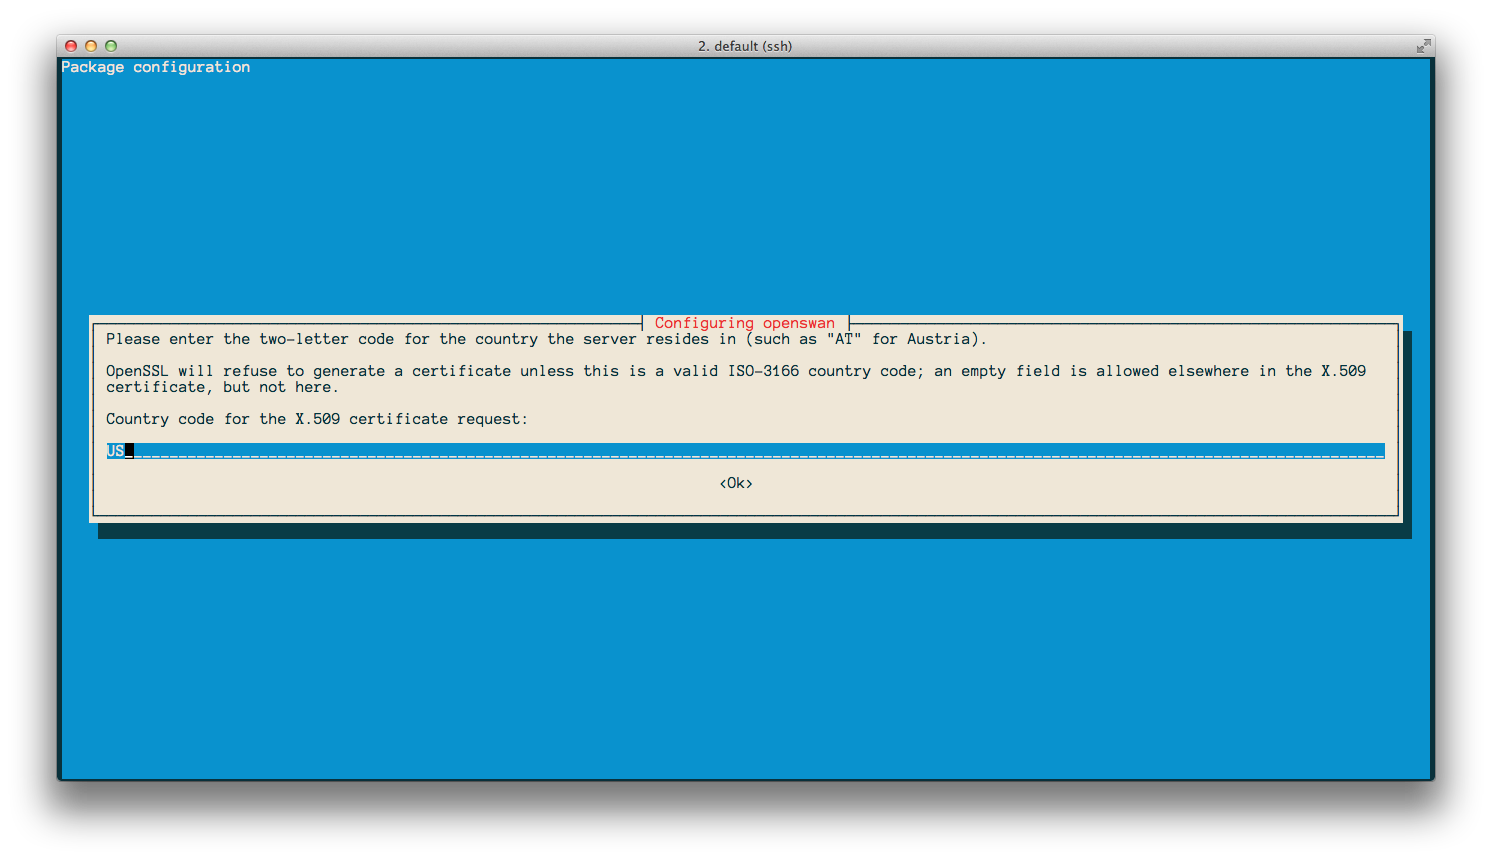 2. default (ssh)
Package configuration
Configuring openswan
Please enter the two-letter code for the country the server resides in (such as "AT" for Austria).
OpenSSL will refuse to generate a certificate unless this is a valid ISO-3166 country code; an empty field is allowed elsewhere in the X.509
certificate, but not here.
Country code for the X.509 certificate request:
US
<Ok>